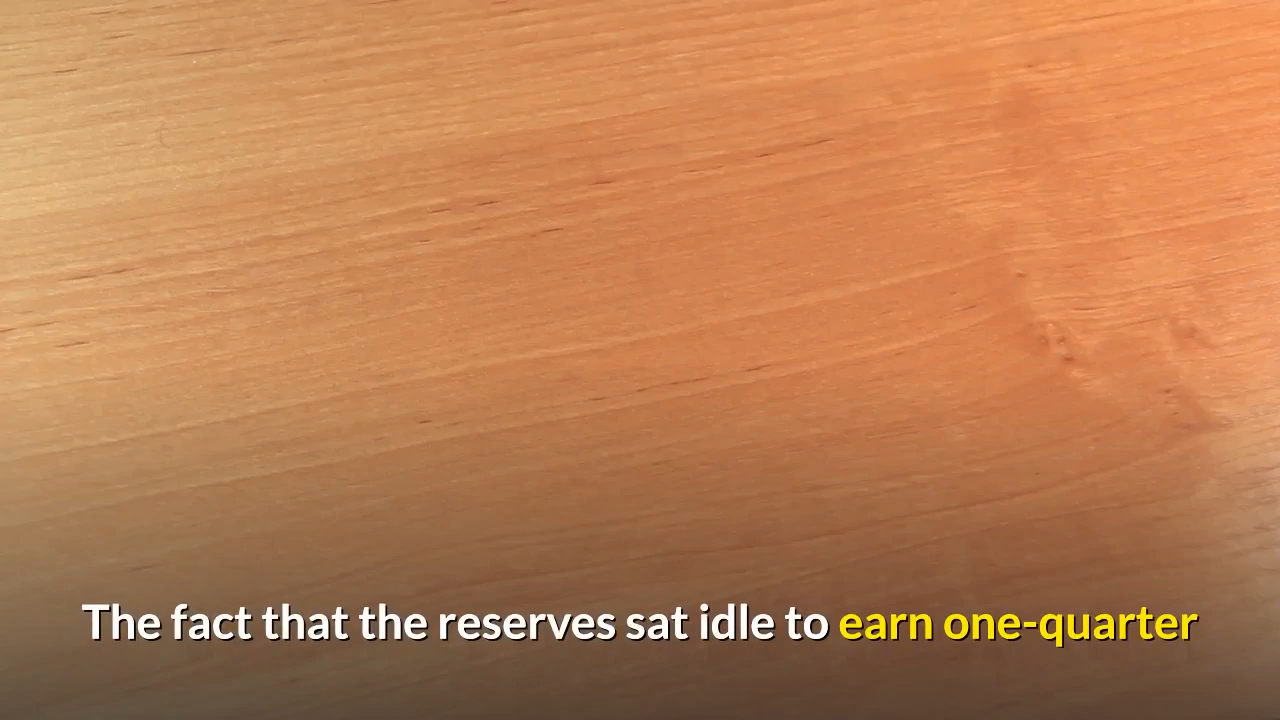 The fact that the reserves sat idle to earn one-quarter